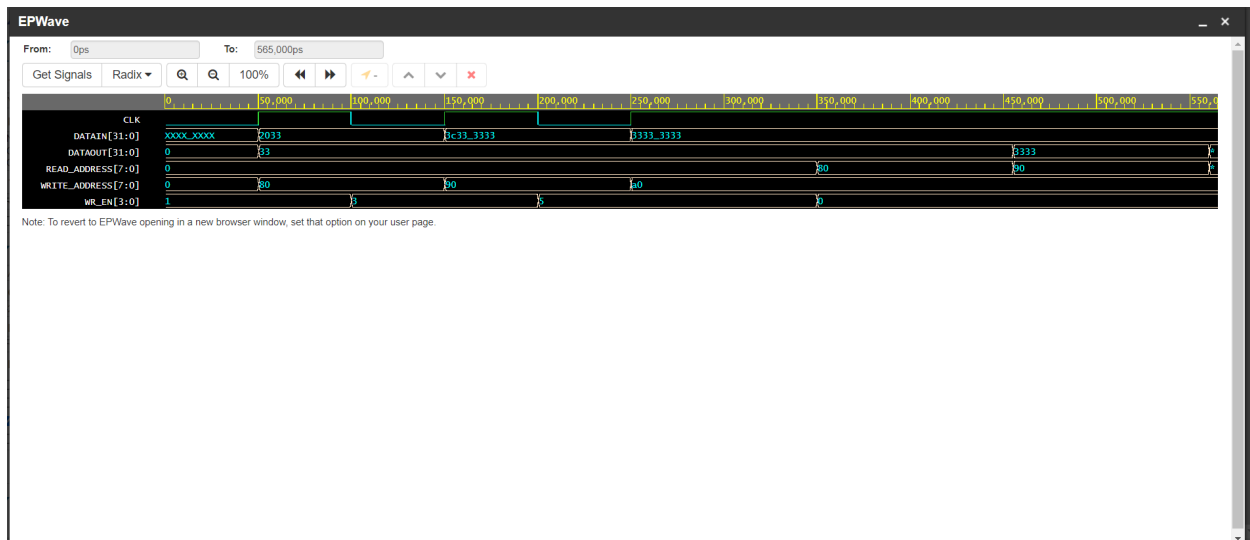 EPWave
From: 0ps To: 565,000ps
Get Signals Radix 100% -
0 50,000 100,000 150,000 200,000 250,000 300,000 350,000 400,000 450,000 500,000 550,0
CLK
DATAIN[31:0] XXXX_XXXX 2033 3c33_3333 3333_3333
DATAOUT[31:0] 0 33 3333 *
READ_ADDRESS[7:0] 0 80 90 *
WRITE_ADDRESS[7:0] 0 80 90 a0
WR_EN[3:0] 1 3 5 0
Note: To revert to EPWave opening in a new browser window, set that option on your user page.